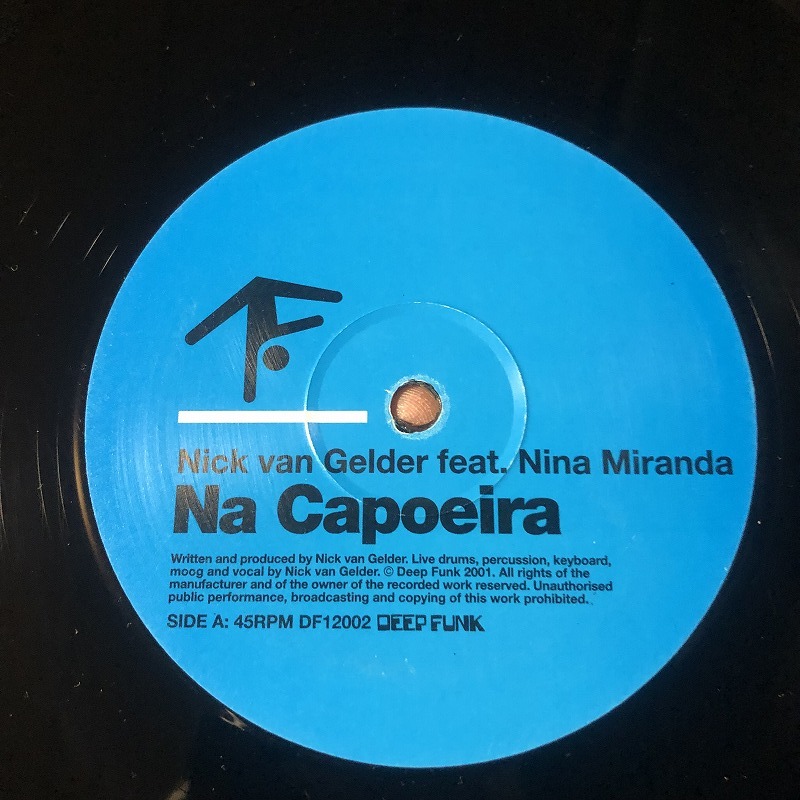 Nick van Gelder feat. Nina Miranda
Na Capoeira
Written and produced by Nick van Gelder. Live drums, percussion, keyboard,
moog and vocal by Nick van Gelder. © Deep Funk 2001. All rights of the
manufacturer and of the owner of the recorded work reserved. Unauthorised
public performance, broadcasting and copying of this work prohibited.
SIDE A: 45RPM DF12002 DEEP FUNK